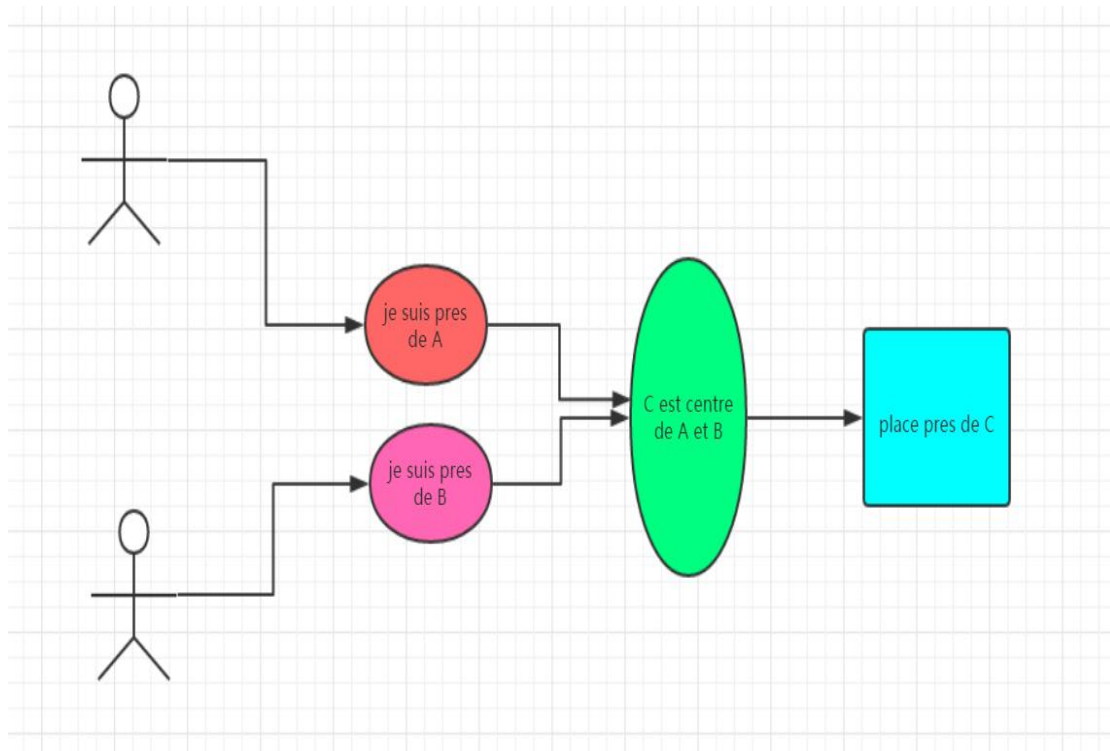 je suis pres
de A
je suis pres
de B
C est centre
de A et B
place pres de C